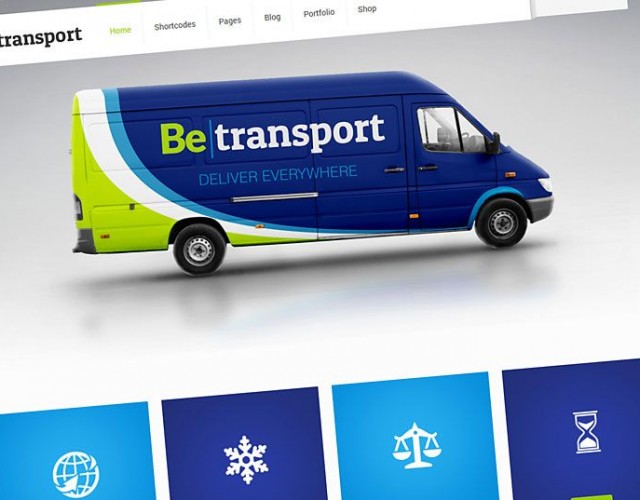 transport
Home Shortcodes Pages Blog Portfolio Shop
Be transport
DELIVER EVERYWHERE